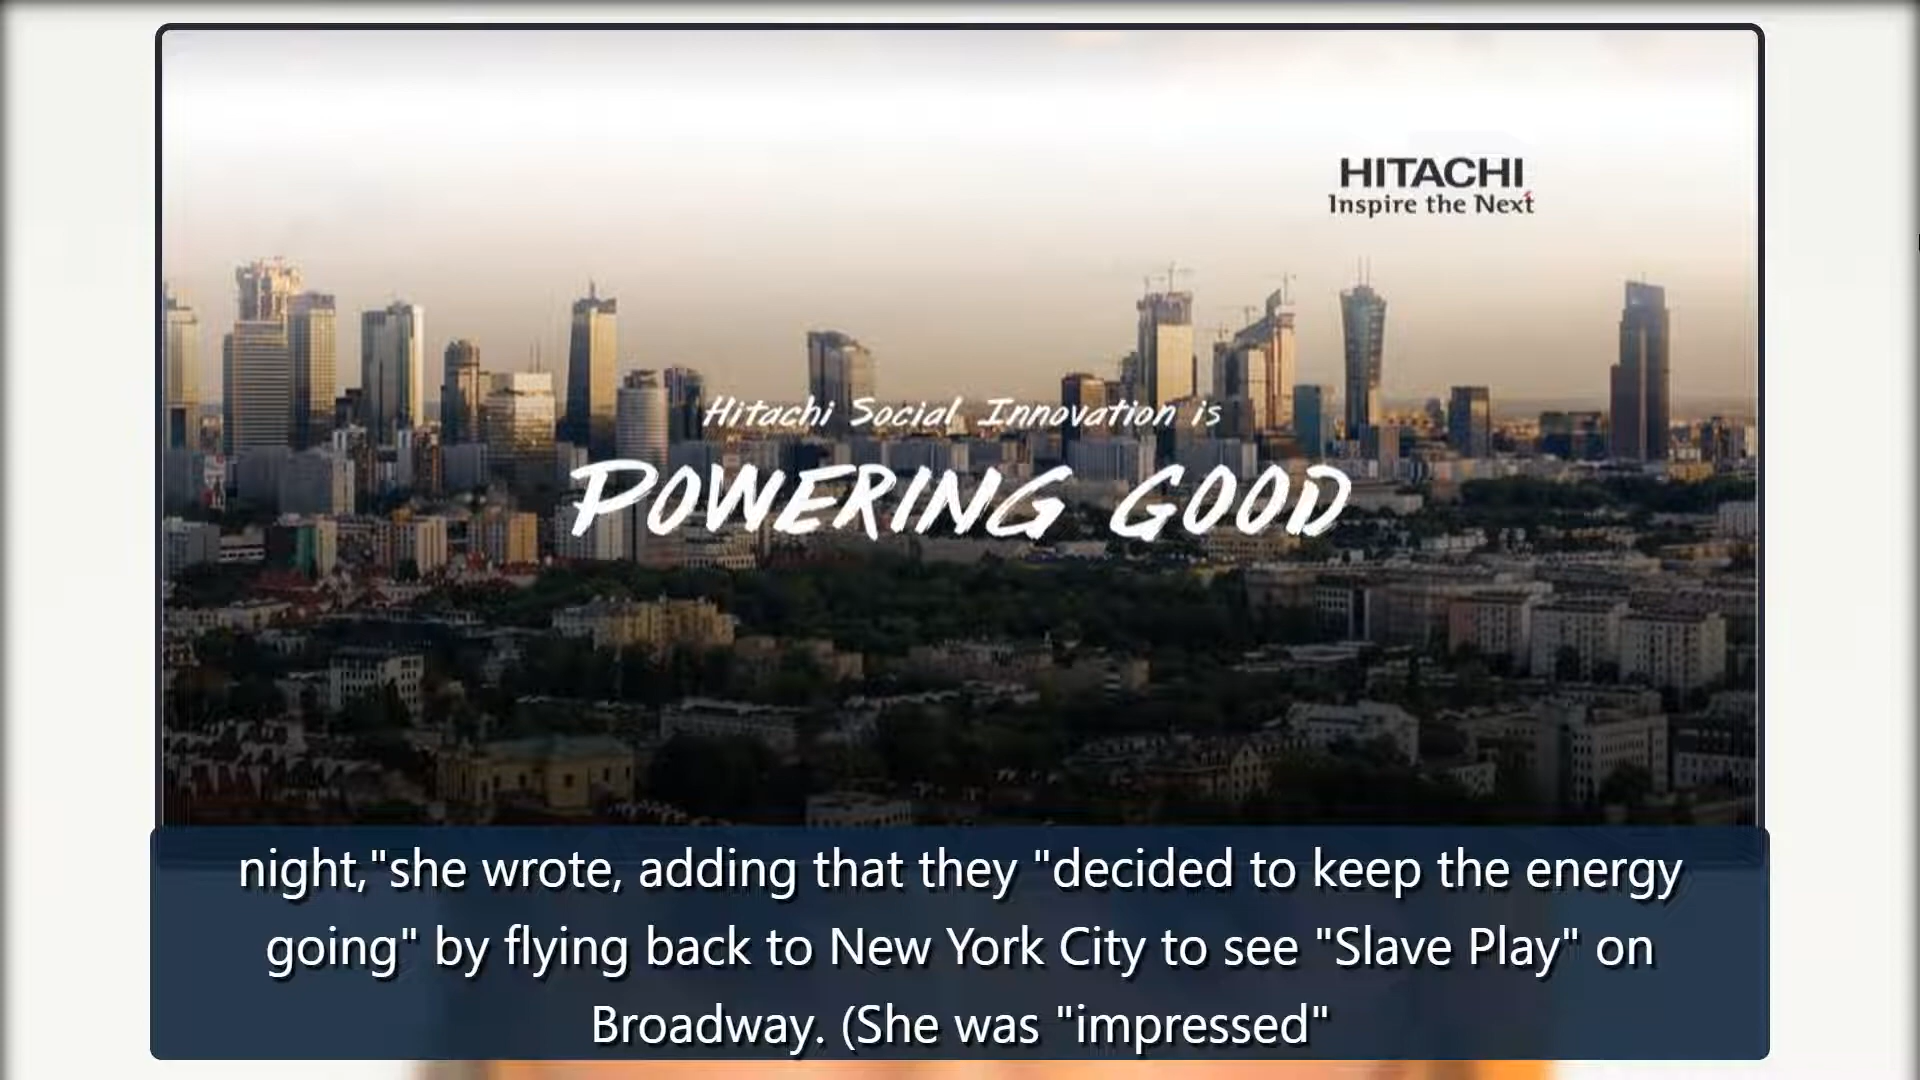 HITACHI
Inspire the Next
Hitachi Social Innovation is
POWERING GOOD
night,"she wrote, adding that they "decided to keep the energy
going" by flying back to New York City to see "Slave Play" on
Broadway. (She was "impressed"